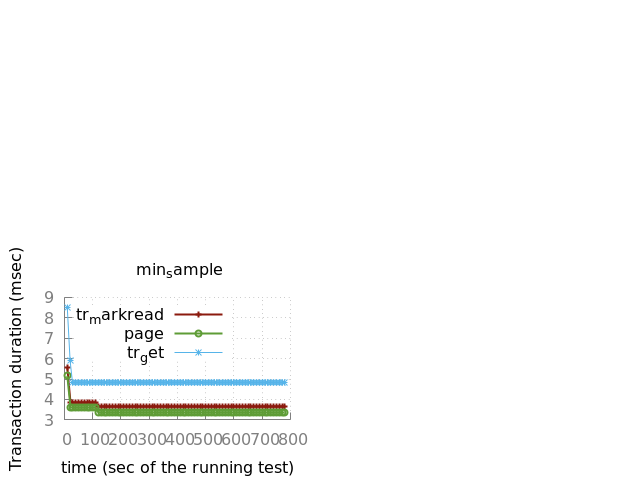 min_sample
Transaction duration (msec)
9
8
7
6
5
4
3
tr_markread
page
tr_get
0 100 200 300 400 500 600 700 800
time (sec of the running test)